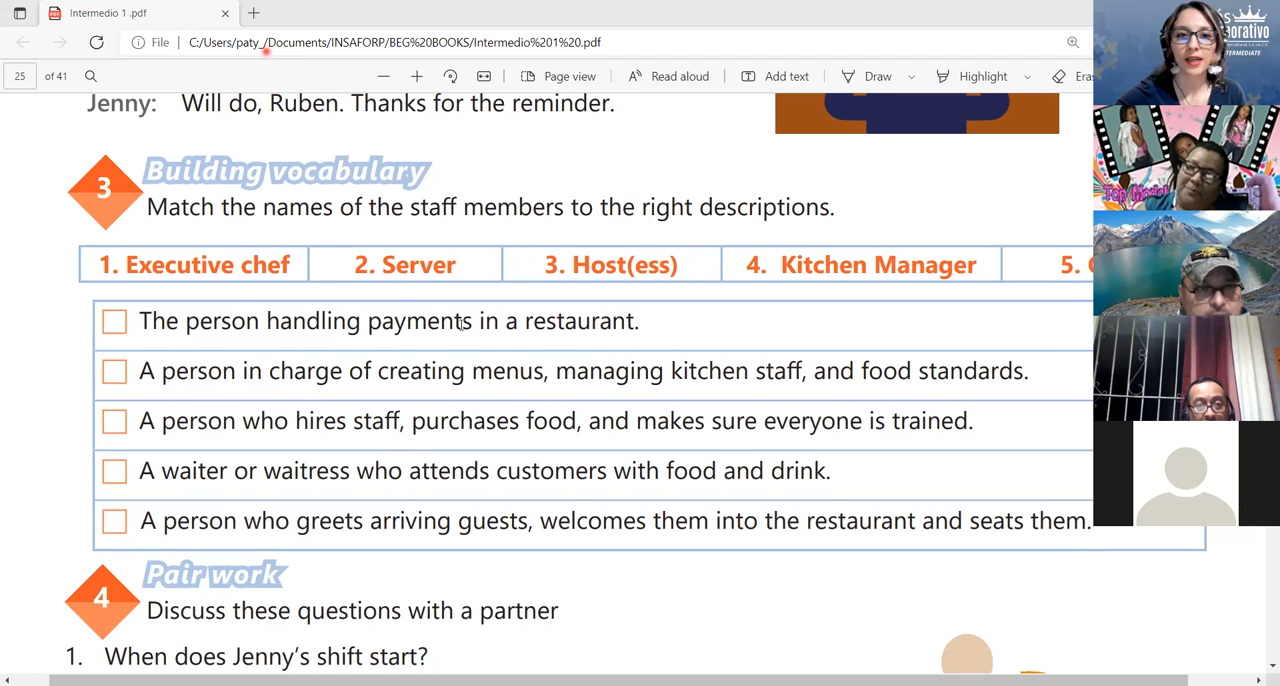 Intermedio 1 .pdf
File C:/Users/paty_/Documents/INSAFORP/BEG%20BOOKS/Intermedio%201%20.pdf
25 of 41 Page view Read aloud Add text Draw Highlight
Jenny: Will do, Ruben. Thanks for the reminder.
3 Building vocabulary
Match the names of the staff members to the right descriptions.
1. Executive chef 2. Server 3. Host(ess) 4. Kitchen Manager 5.
The person handling payments in a restaurant.
A person in charge of creating menus, managing kitchen staff, and food standards.
A person who hires staff, purchases food, and makes sure everyone is trained.
A waiter or waitress who attends customers with food and drink.
A person who greets arriving guests, welcomes them into the restaurant and seats them.
4 Pair work
Discuss these questions with a partner
1. When does Jenny's shift start?
Top Model